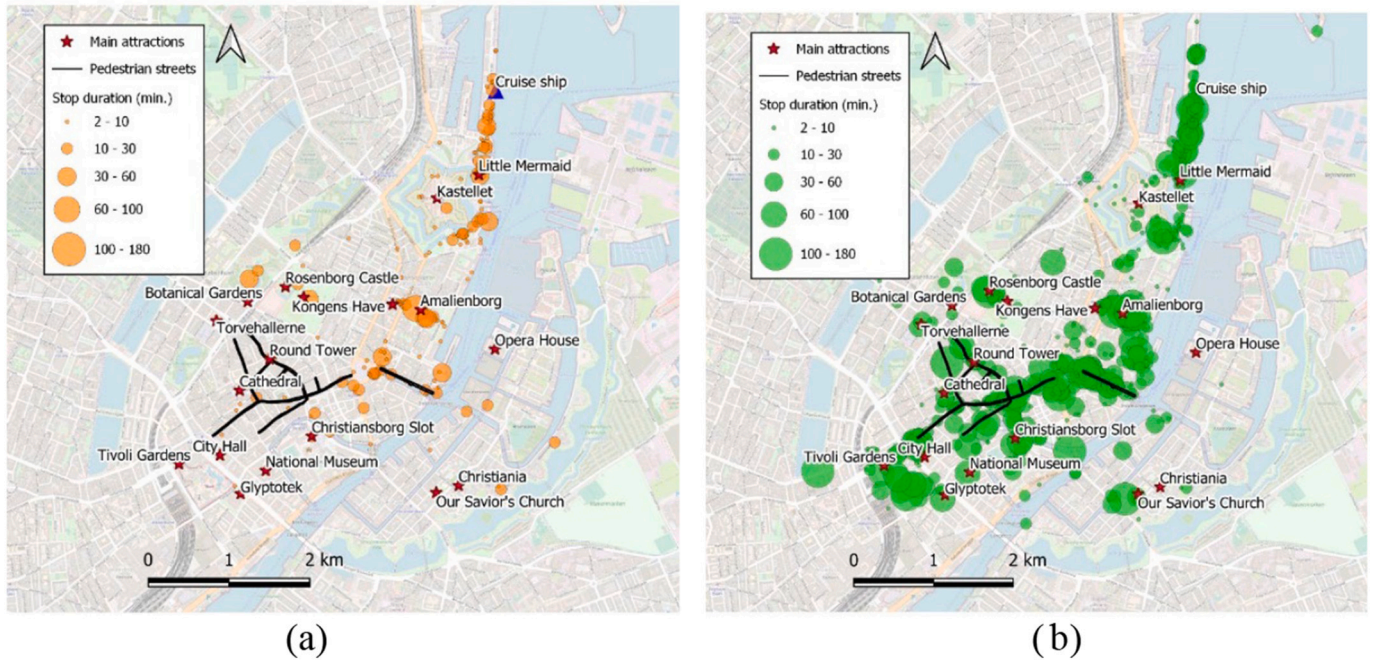 Main attractions
Pedestrian streets
Stop duration (min.)
2 - 10
10 - 30
30 - 60
60 - 100
100 - 180
Cruise ship
Little Mermaid
Kastellet
Rosenborg Castle
Botanical Gardens
Kongens Have
Amalienborg
Torvehallerne
Opera House
Round Tower
Cathedral
Christiansborg Slot
City Hall
Tivoli Gardens
National Museum
Christiania
Glyptotek
Our Savior's Church
0 1 2 km
(a)
Main attractions
Pedestrian streets
Stop duration (min.)
2 - 10
10 - 30
30 - 60
60 - 100
100 - 180
Cruise ship
Little Mermaid
Kastellet
Rosenborg Castle
Botanical Gardens
Kongens Have
Amalienborg
Torvehallerne
Opera House
Round Tower
Cathedral
Christiansborg Slot
City Hall
Tivoli Gardens
National Museum
Christiania
Glyptotek
Our Savior's Church
0 1 2 km
(b)